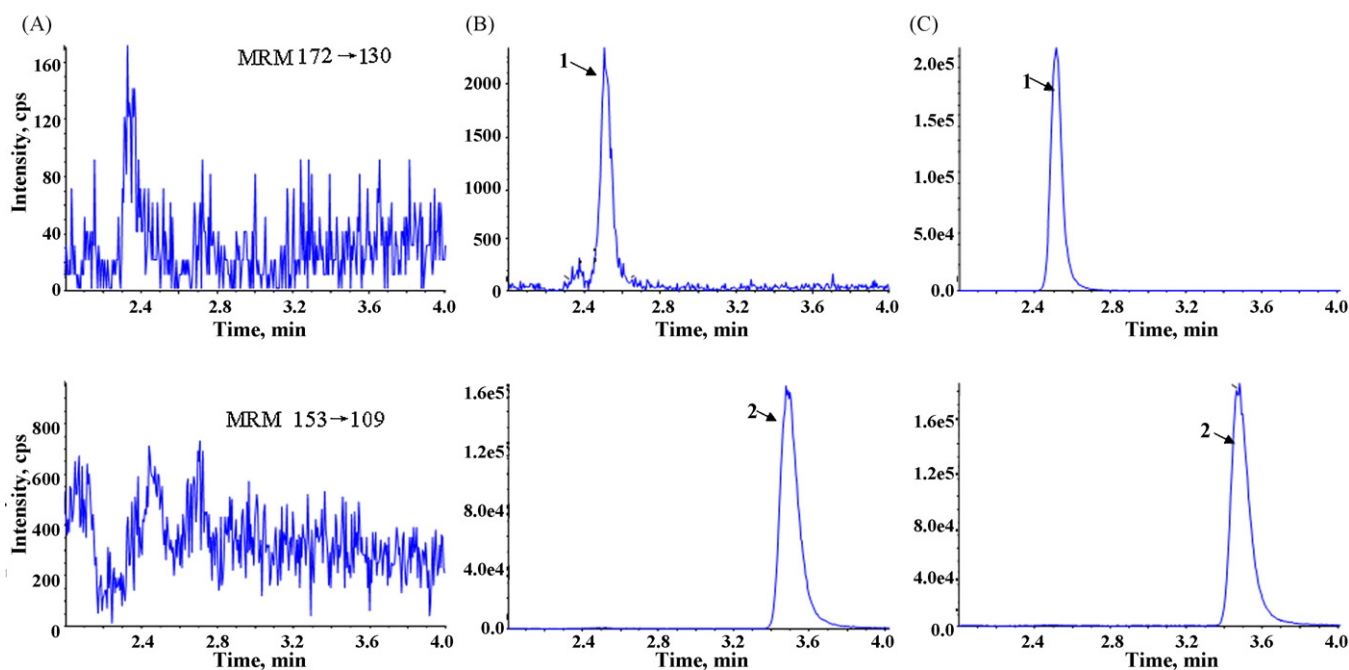 (A)
MRM 172→130
Intensity, cps
160
120
80
40
0
2.4 2.8 3.2 3.6 4.0
Time, min
(B)
1
2000
1500
1000
500
0
2.4 2.8 3.2 3.6 4.0
Time, min
(C)
1
2.0e5
1.5e5
1.0e5
5.0e4
0.0
2.4 2.8 3.2 3.6 4.0
Time, min
MRM 153→109
Intensity, cps
800
600
400
200
0
2.4 2.8 3.2 3.6 4.0
Time, min
2
1.6e5
1.2e5
8.0e4
4.0e4
0.0
2.4 2.8 3.2 3.6 4.0
Time, min
2
1.6e5
1.2e5
8.0e4
4.0e4
0.0
2.4 2.8 3.2 3.6 4.0
Time, min